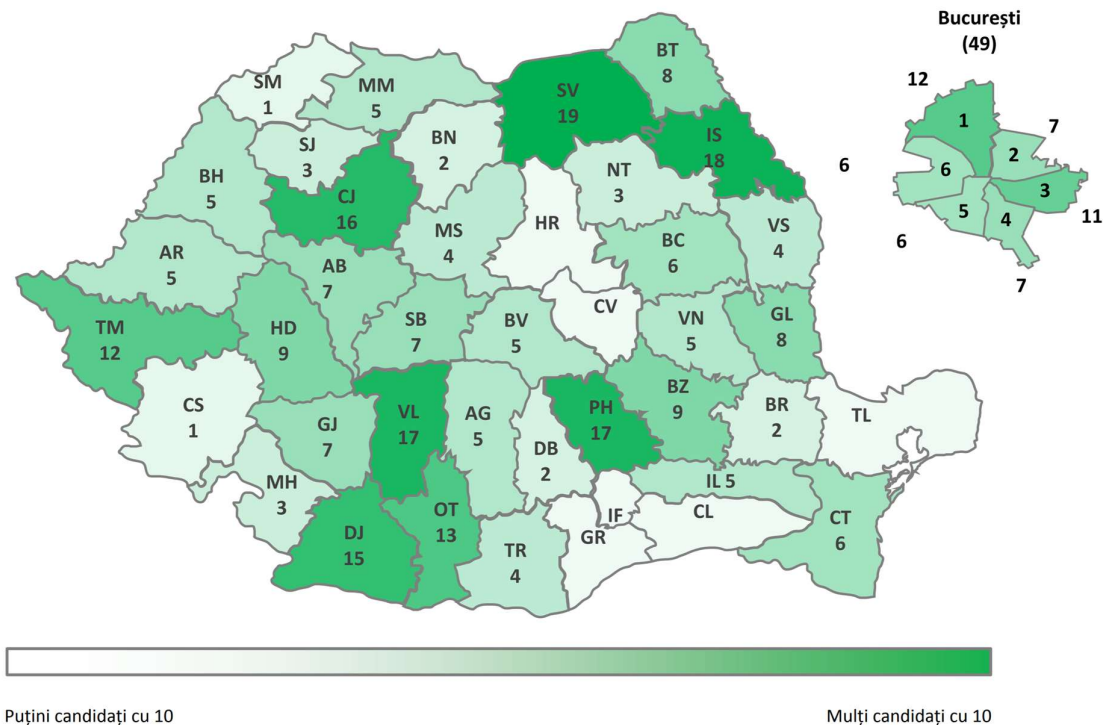 București
(49)
12
1
7
2
6
6
3
11
5
4
6
7
SM
1
MM
5
SV
19
BT
8
BN
2
IS
18
SJ
3
BH
5
CJ
16
NT
3
HR
MS
4
BC
6
VS
4
AR
5
AB
7
CV
TM
12
HD
9
SB
7
BV
5
VN
5
GL
8
CS
1
GJ
7
VL
17
AG
5
PH
17
BZ
9
BR
2
TL
DB
2
MH
3
IL 5
OT
13
IF
CL
CT
6
DJ
15
GR
TR
4
Puțini candidați cu 10
Mulți candidați cu 10